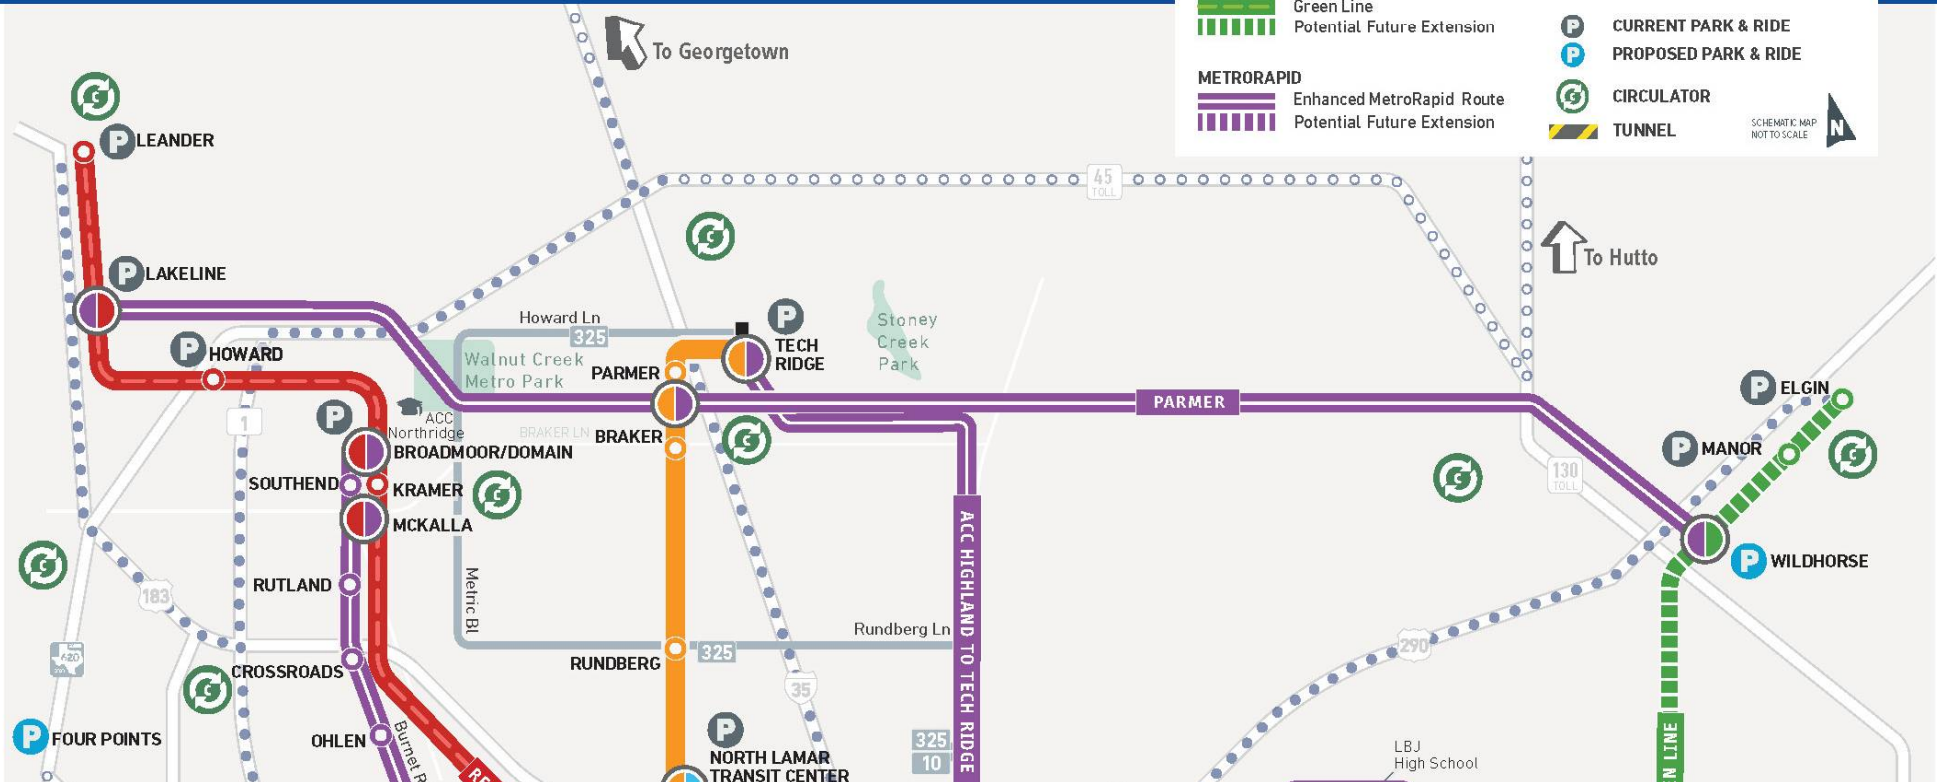 Green Line
Potential Future Extension
METRORAPID
Enhanced MetroRapid Route
Potential Future Extension
P CURRENT PARK & RIDE
P PROPOSED PARK & RIDE
C CIRCULATOR
TUNNEL
SCHEMATIC MAP
NOT TO SCALE
N
To Georgetown
C
P LEANDER
45
TOLL
C
To Hutto
P LAKELINE
Howard Ln
325
P
TECH
RIDGE
Stoney
Creek
Park
P HOWARD
Walnut Creek
Metro Park
PARMER
PARMER
P ELGIN
1
P
ACC
Northridge
BRAKER LN
BRAKER
C
P MANOR
C
BROADMOOR/DOMAIN
SOUTHEND
KRAMER
C
C
130
TOLL
MCKALLA
ACC HIGHLAND TO TECH RIDGE
C
P WILDHORSE
RUTLAND
183
Metric Bl
Rundberg Ln
290
620
CROSSROADS
RUNDBERG
325
C
35
P FOUR POINTS
OHLEN
Burnet R
P
NORTH LAMAR
TRANSIT CENTER
325
10
LBJ
High School
N LINE
RE